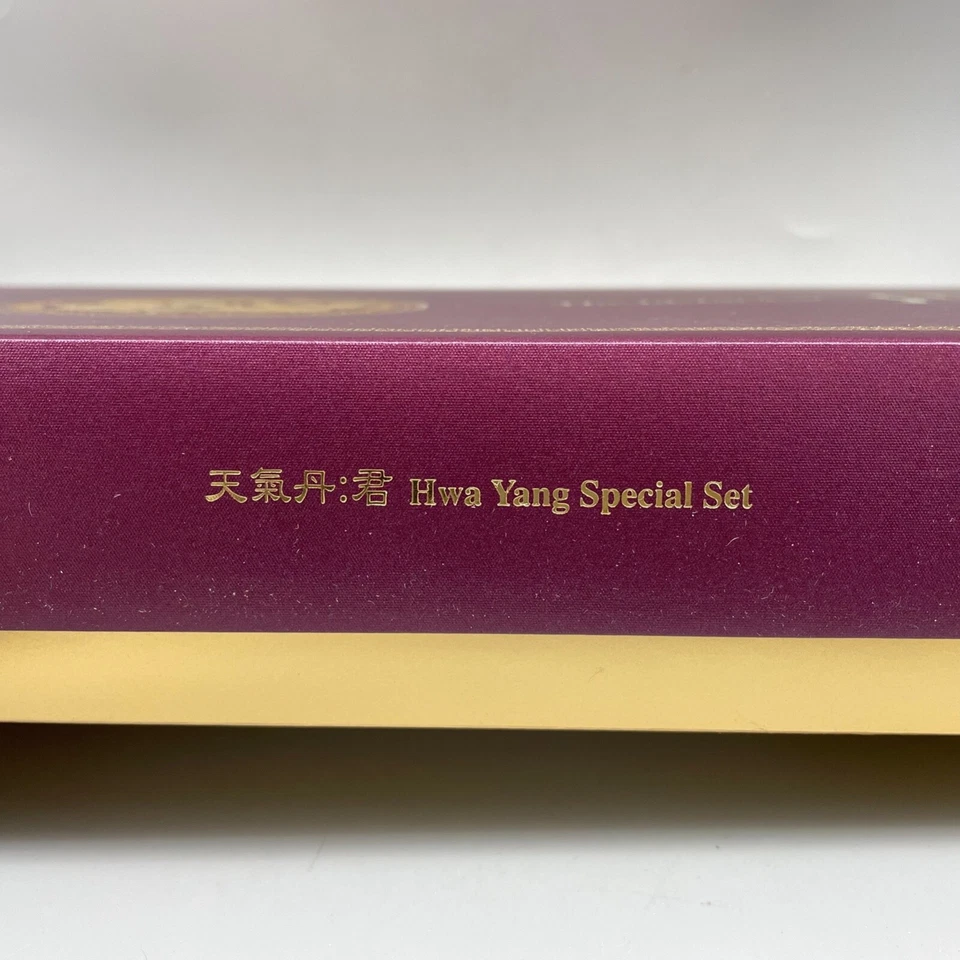 天氣丹:君 Hwa Yang Special Set